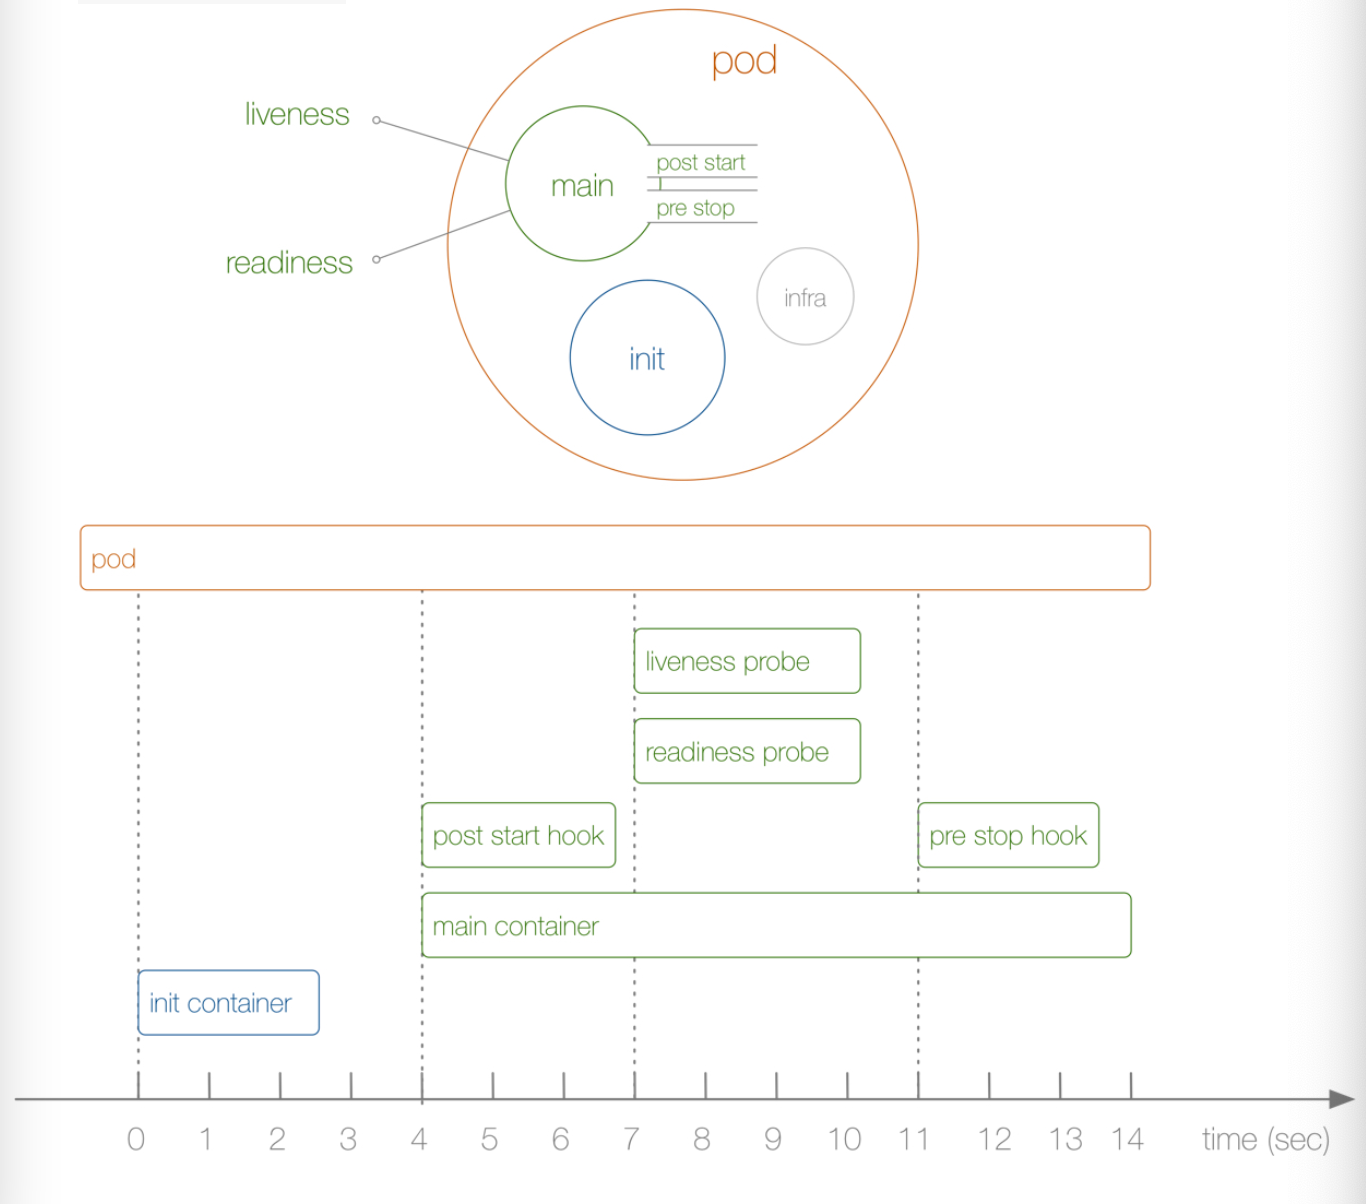 pod
liveness
post start
main
pre stop
readiness
infra
init
pod
liveness probe
readiness probe
post start hook
pre stop hook
main container
init container
0 1 2 3 4 5 6 7 8 9 10 11 12 13 14 time (sec)